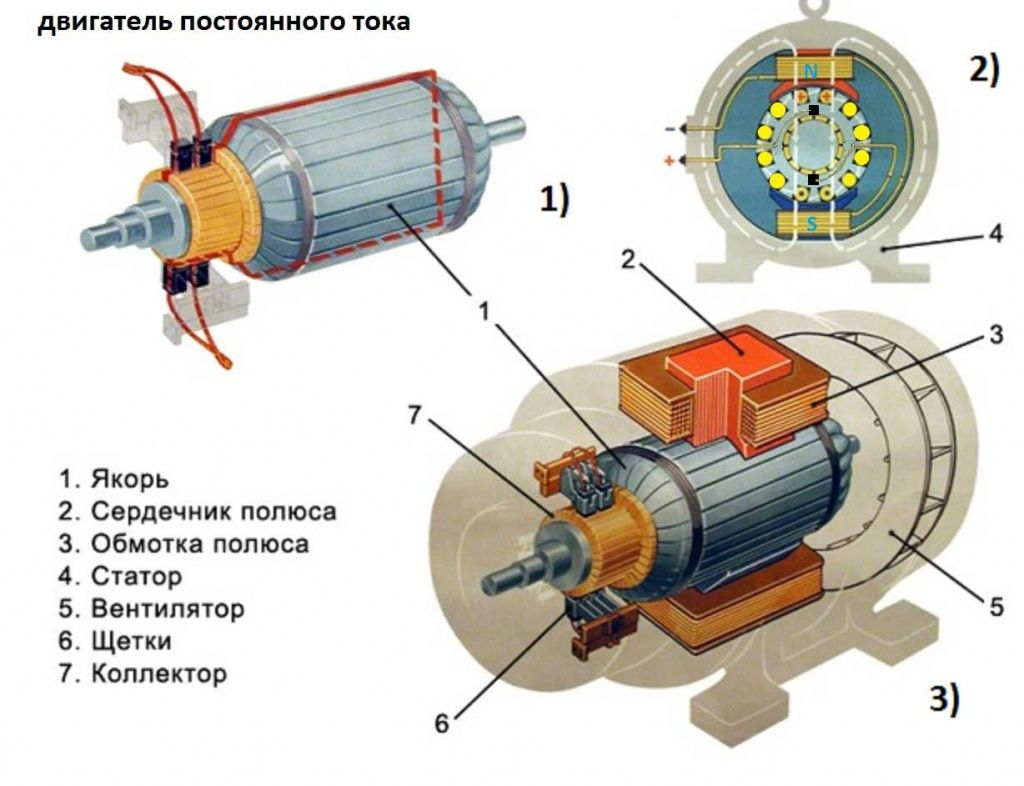 двигатель постоянного тока
2)
N
1)
−
+
S
4
2
1
3
7
1. Якорь
2. Сердечник полюса
3. Обмотка полюса
4. Статор
5. Вентилятор
6. Щетки
7. Коллектор
5
3)
6